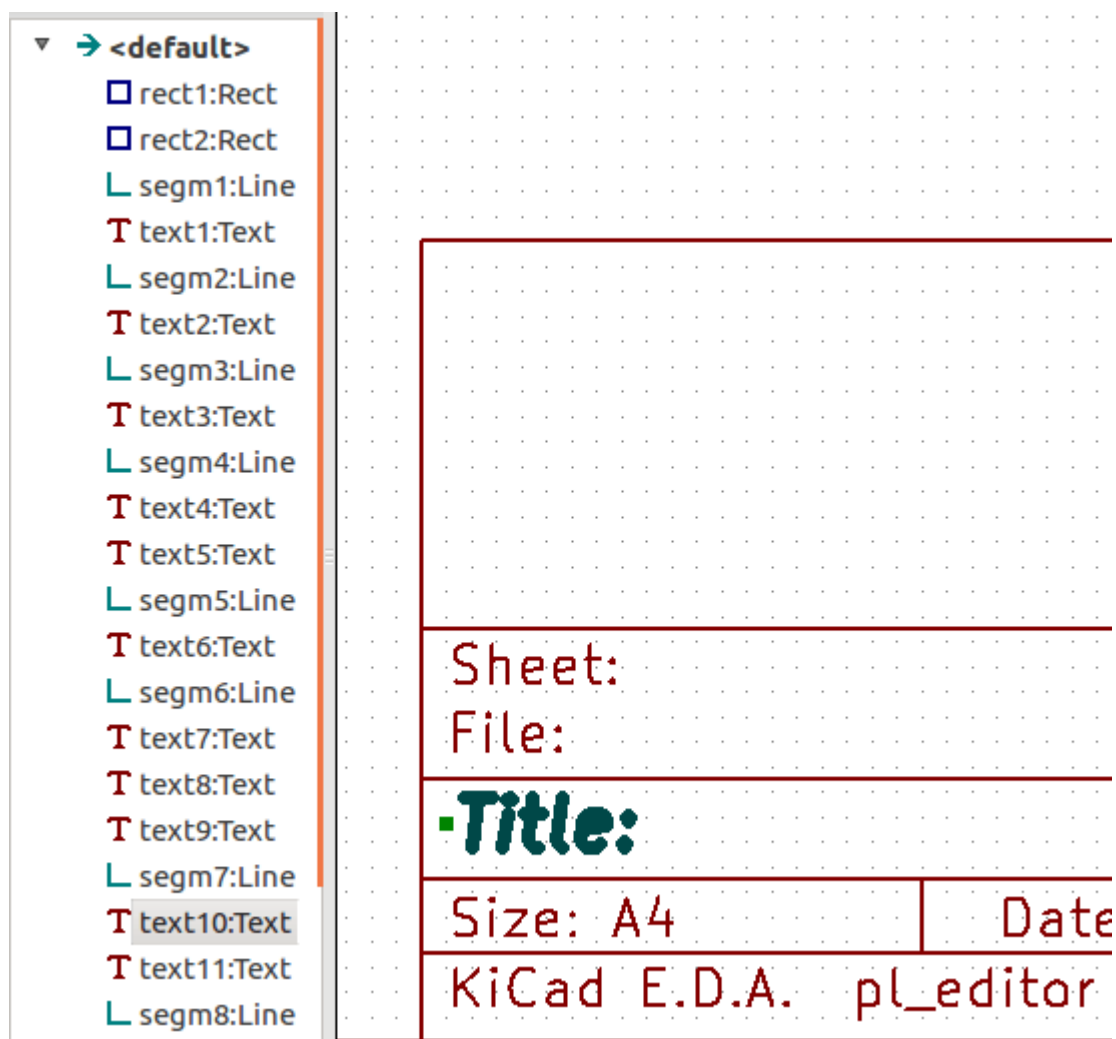 <default>
rect1:Rect
rect2:Rect
segm1:Line
text1:Text
segm2:Line
text2:Text
segm3:Line
text3:Text
segm4:Line
text4:Text
text5:Text
segm5:Line
text6:Text
segm6:Line
text7:Text
text8:Text
text9:Text
segm7:Line
text10:Text
text11:Text
segm8:Line
Sheet:
File:
Title:
Size: A4 Date
KiCad E.D.A. pl_editor